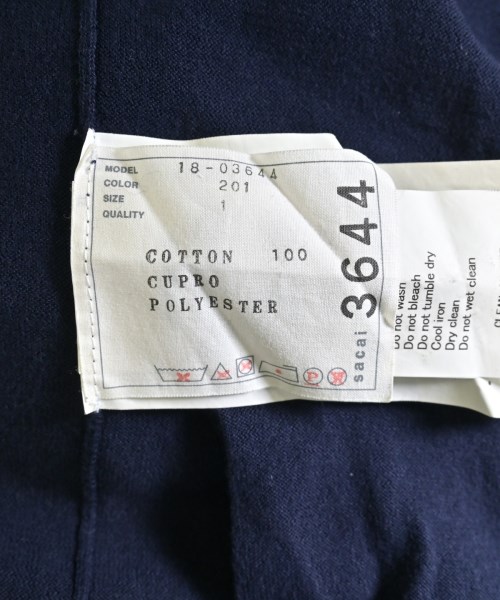 MODEL 18-0364A
COLOR 201
SIZE 1
QUALITY
COTTON 100
CUPRO
POLYESTER
sacai 3644
Do not wash
Do not bleach
Do not tumble dry
Cool iron
Dry clean
Do not wet clean